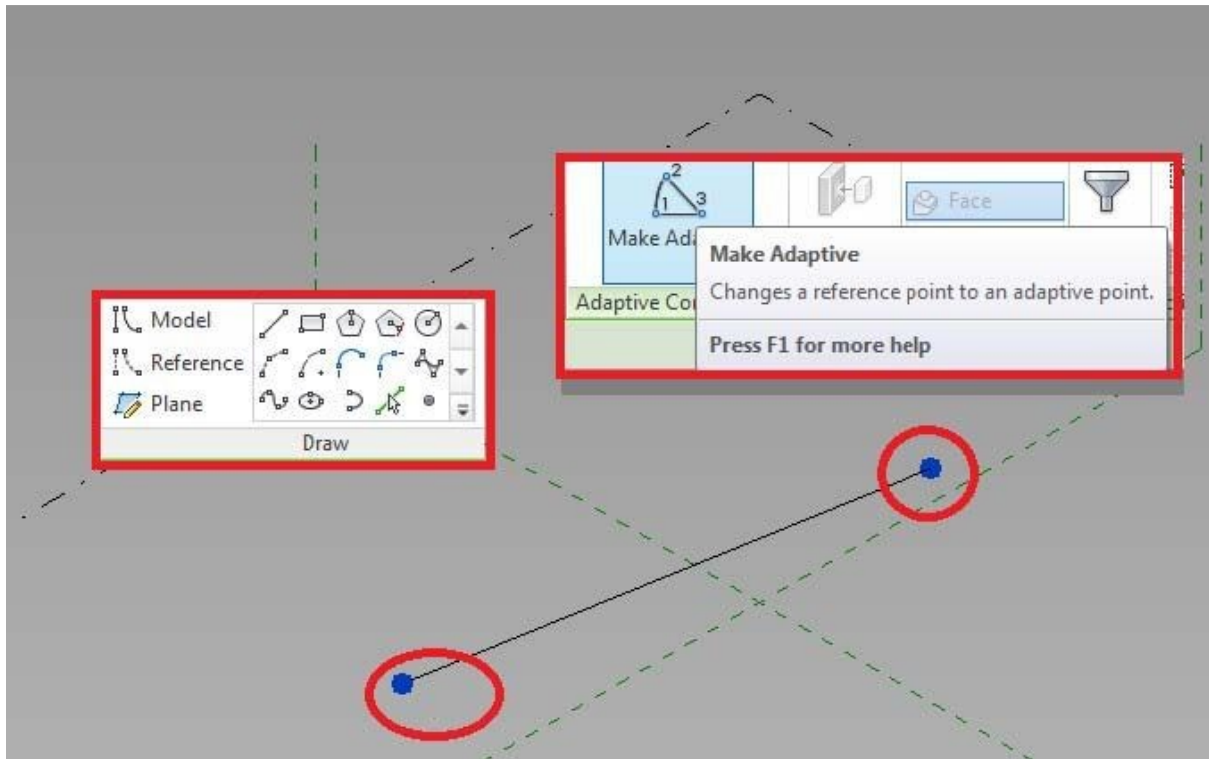 Model
Reference
Plane
Draw
2
1 3
Make Ada
Face
Adaptive Co
Make Adaptive
Changes a reference point to an adaptive point.
Press F1 for more help